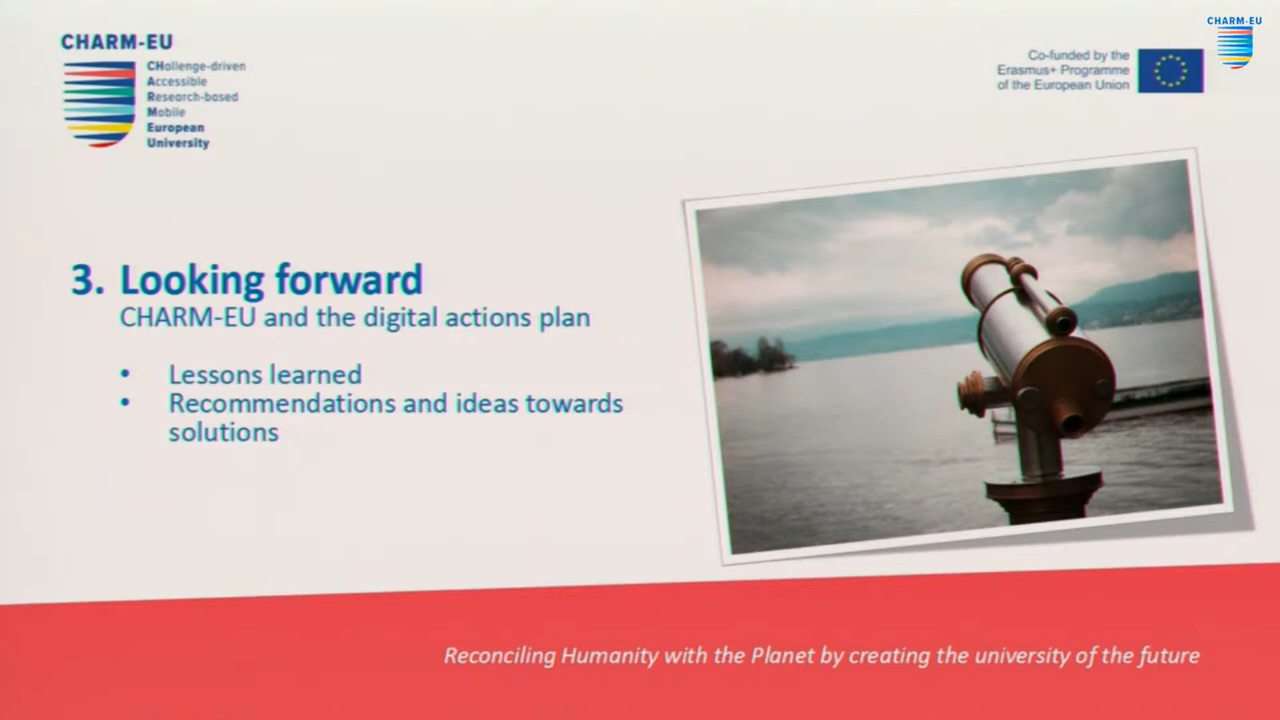 CHARM-EU
CHallenge-driven
Accessible
Research-based
Mobile
European
University
Co-funded by the
Erasmus+ Programme
of the European Union
CHARM-EU
3. Looking forward
CHARM-EU and the digital actions plan
• Lessons learned
• Recommendations and ideas towards
solutions
Reconciling Humanity with the Planet by creating the university of the future